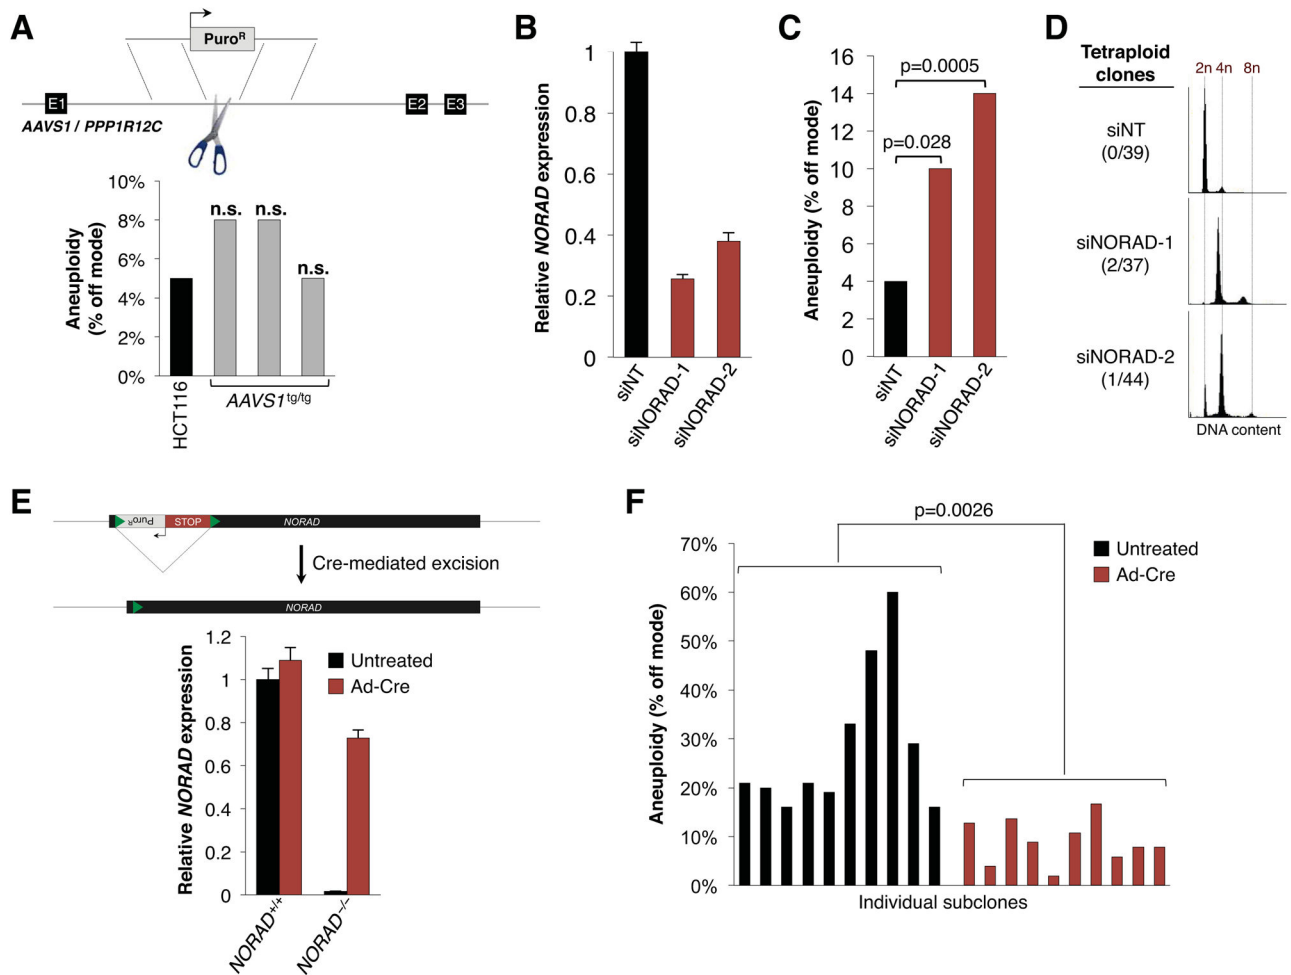 A
Puro^R
E1
E2
E3
AAVS1 / PPP1R12C
10%
8%
6%
4%
2%
0%
Aneuploidy
(% off mode)
n.s.
n.s.
n.s.
HCT116
AAVS1^tg/tg
B
Relative NORAD expression
1
0.8
0.6
0.4
0.2
0
siNT
siNORAD-1
siNORAD-2
C
Aneuploidy (% off mode)
16
14
12
10
8
6
4
2
0
p=0.0005
p=0.028
siNT
siNORAD-1
siNORAD-2
D
Tetraploid
clones
2n 4n 8n
siNT
(0/39)
siNORAD-1
(2/37)
siNORAD-2
(1/44)
DNA content
E
Puro^R
STOP
NORAD
Cre-mediated excision
NORAD
Relative NORAD expression
1.2
1
0.8
0.6
0.4
0.2
0
Untreated
Ad-Cre
NORAD^+/+
NORAD^-/-
F
p=0.0026
Untreated
Ad-Cre
Aneuploidy (% off mode)
70%
60%
50%
40%
30%
20%
10%
0%
Individual subclones